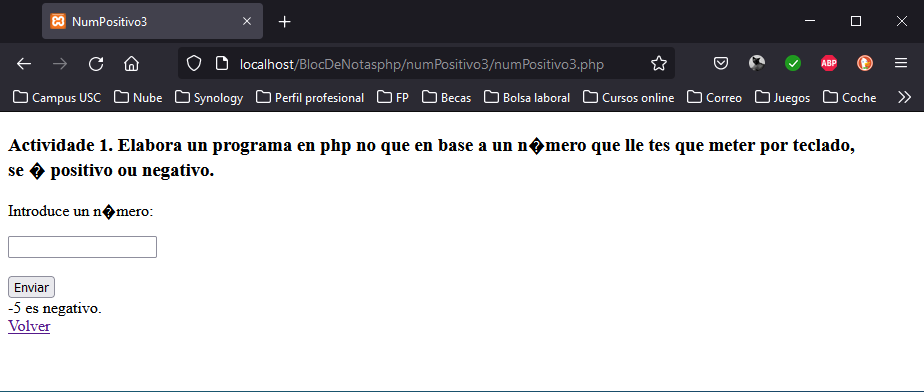 NumPositivo3
localhost/BlocDeNotasphp/numPositivo3/numPositivo3.php
ABP
Campus USC Nube Synology Perfil profesional FP Becas Bolsa laboral Cursos online Correo Juegos Coche
Actividade 1. Elabora un programa en php no que en base a un n�mero que lle tes que meter por teclado,
se � positivo ou negativo.
Introduce un n�mero:
Enviar
-5 es negativo.
Volver